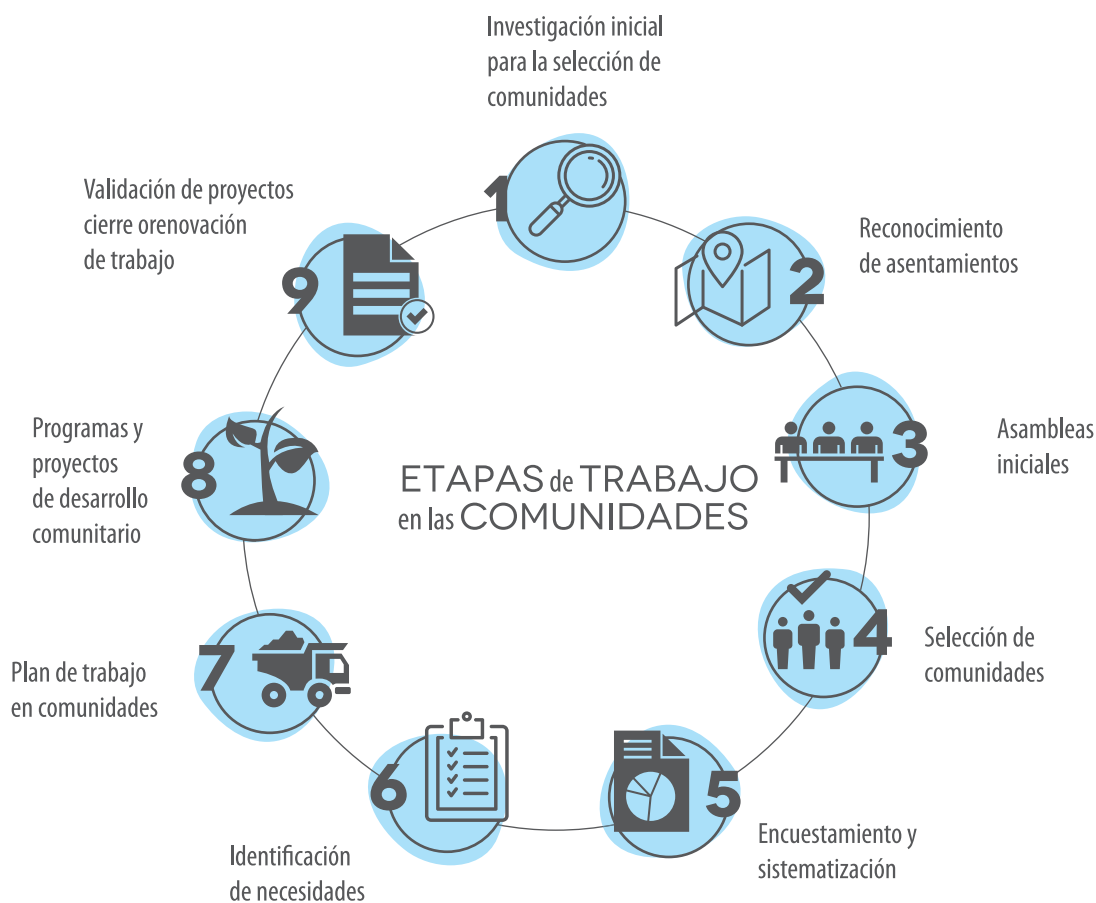 Investigación inicial
para la selección de
comunidades
1
Reconocimiento
de asentamientos
2
Asambleas
iniciales
3
Selección de
comunidades
4
Encuestamiento y
sistematización
5
Identificación
de necesidades
6
Plan de trabajo
en comunidades
7
Programas y
proyectos
de desarrollo
comunitario
8
Validación de proyectos
cierre orenovación
de trabajo
9
ETAPAS de TRABAJO
en las COMUNIDADES